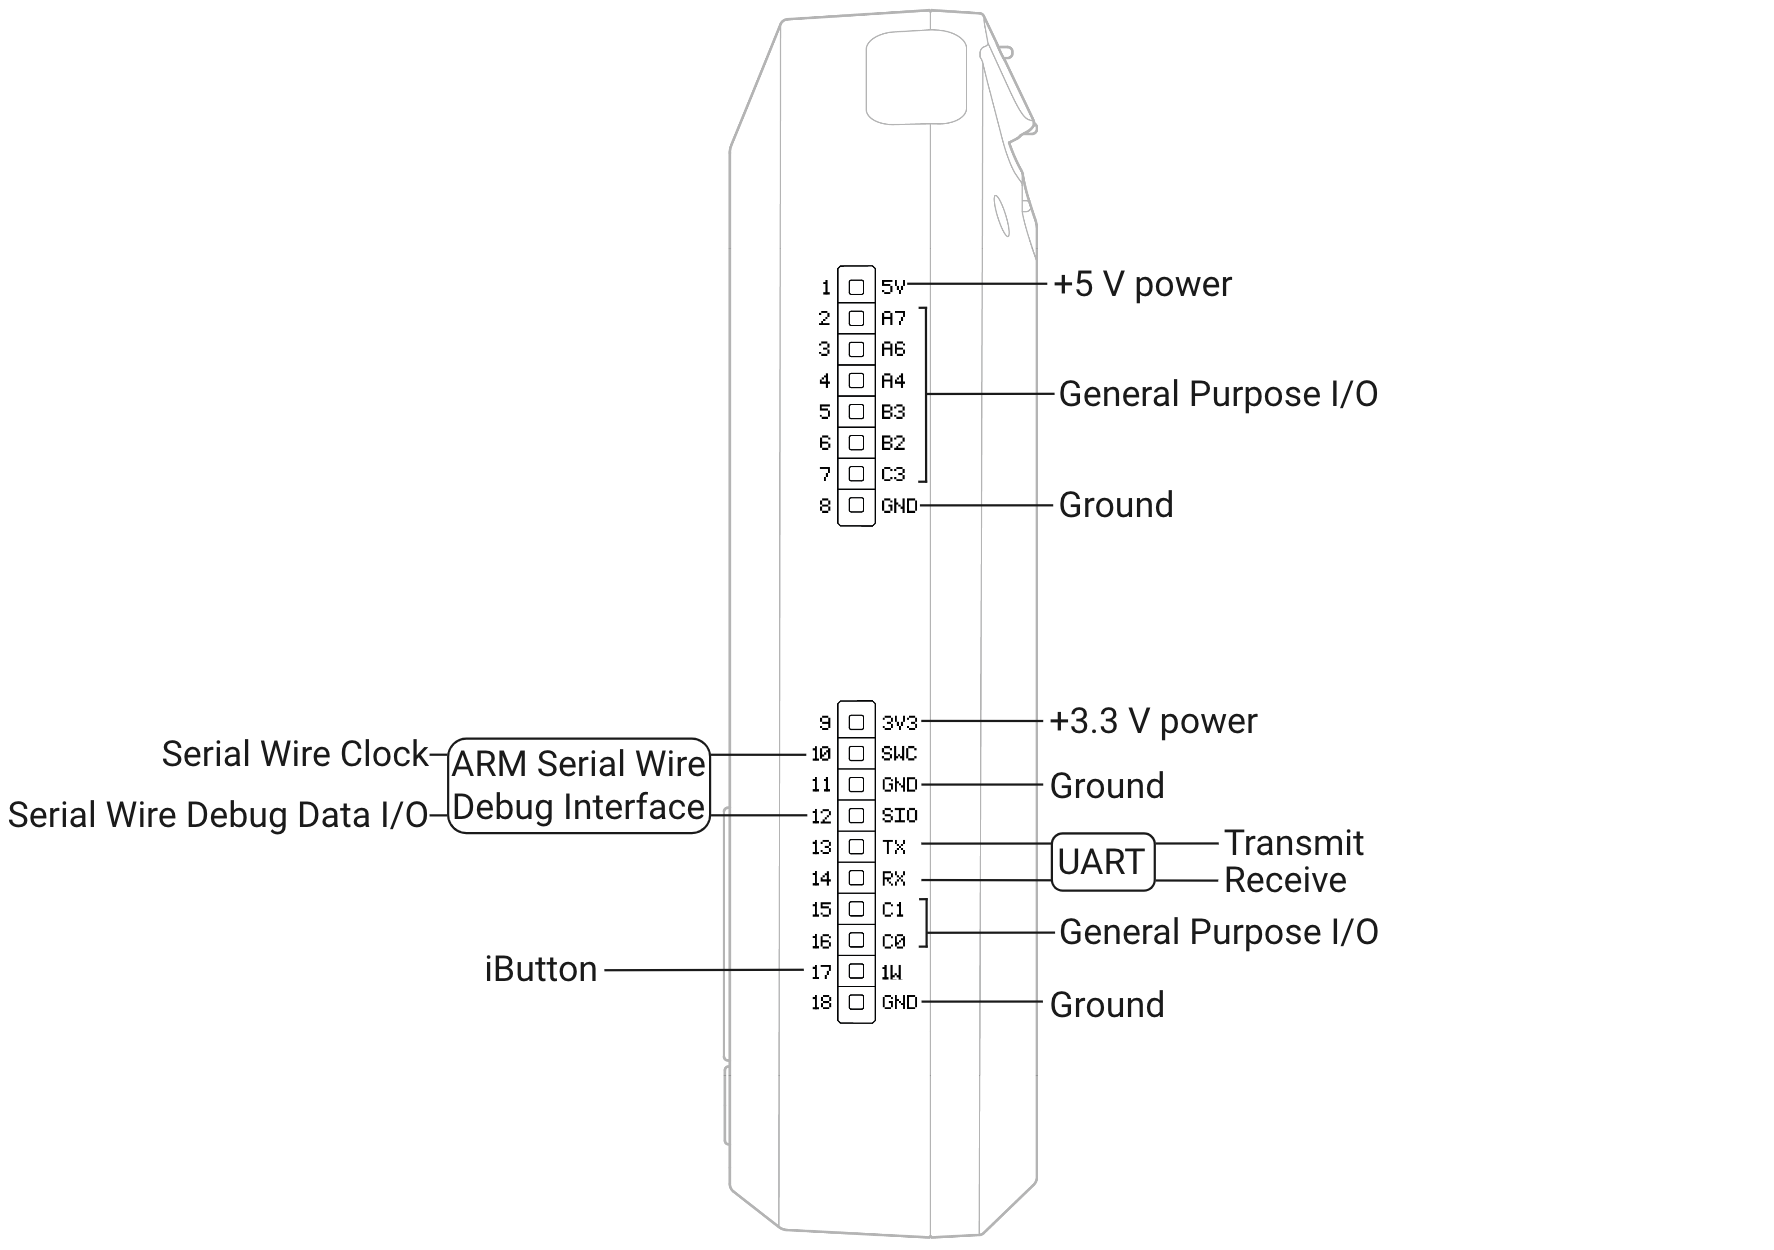 1 5V +5 V power
2 A7
3 A6
4 A4
General Purpose I/O
5 B3
6 B2
7 C3
8 GND Ground
9 3V3 +3.3 V power
Serial Wire Clock
ARM Serial Wire
Debug Interface
10 SWC
11 GND Ground
Serial Wire Debug Data I/O
12 SIO
13 TX
UART
Transmit
14 RX
Receive
15 C1
General Purpose I/O
16 C0
iButton 17 1W
18 GND Ground